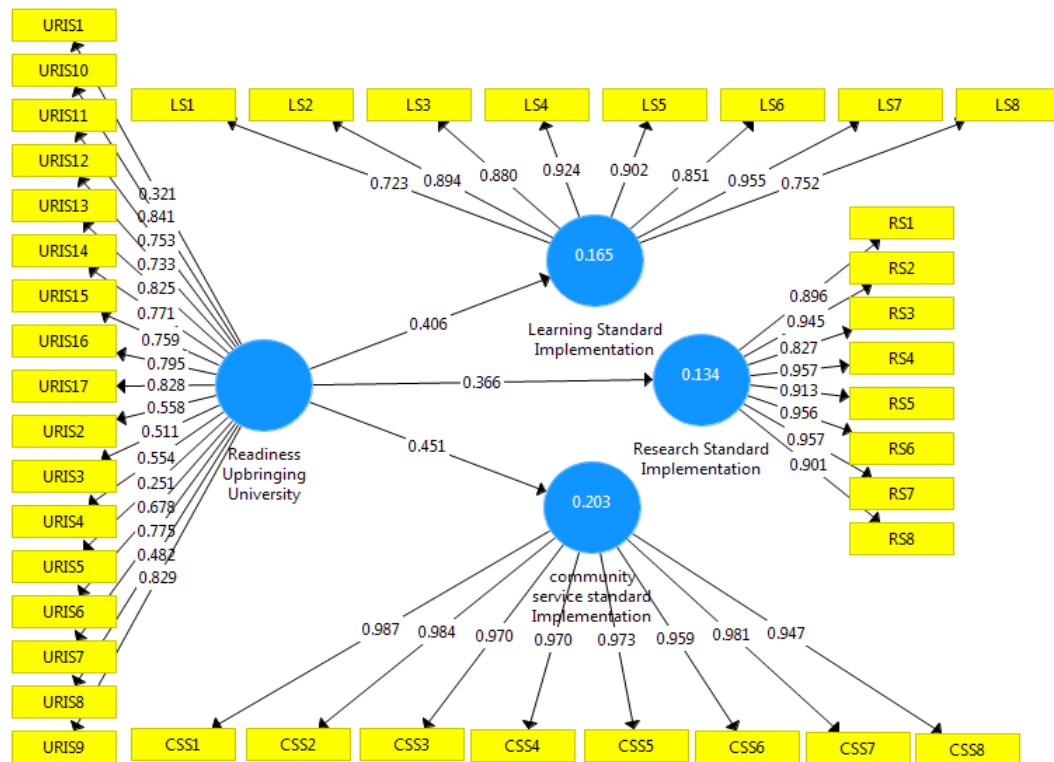 URIS1
URIS10
URIS11
URIS12
URIS13
URIS14
URIS15
URIS16
URIS17
URIS2
URIS3
URIS4
URIS5
URIS6
URIS7
URIS8
URIS9
0.321
0.841
0.753
0.733
0.825
0.771
0.759
0.795
0.828
0.558
0.511
0.554
0.251
0.678
0.775
0.482
0.829
Readiness
Upbringing
University
LS1 LS2 LS3 LS4 LS5 LS6 LS7 LS8
0.723 0.894 0.880 0.924 0.902 0.851 0.955 0.752
0.165
Learning Standard
Implementation
0.406
0.366
0.451
0.134
Research Standard
Implementation
0.896
0.945
0.827
0.957
0.913
0.956
0.957
0.901
RS1
RS2
RS3
RS4
RS5
RS6
RS7
RS8
0.203
community
service standard
Implementation
0.987 0.984 0.970 0.970 0.973 0.959 0.981 0.947
CSS1 CSS2 CSS3 CSS4 CSS5 CSS6 CSS7 CSS8